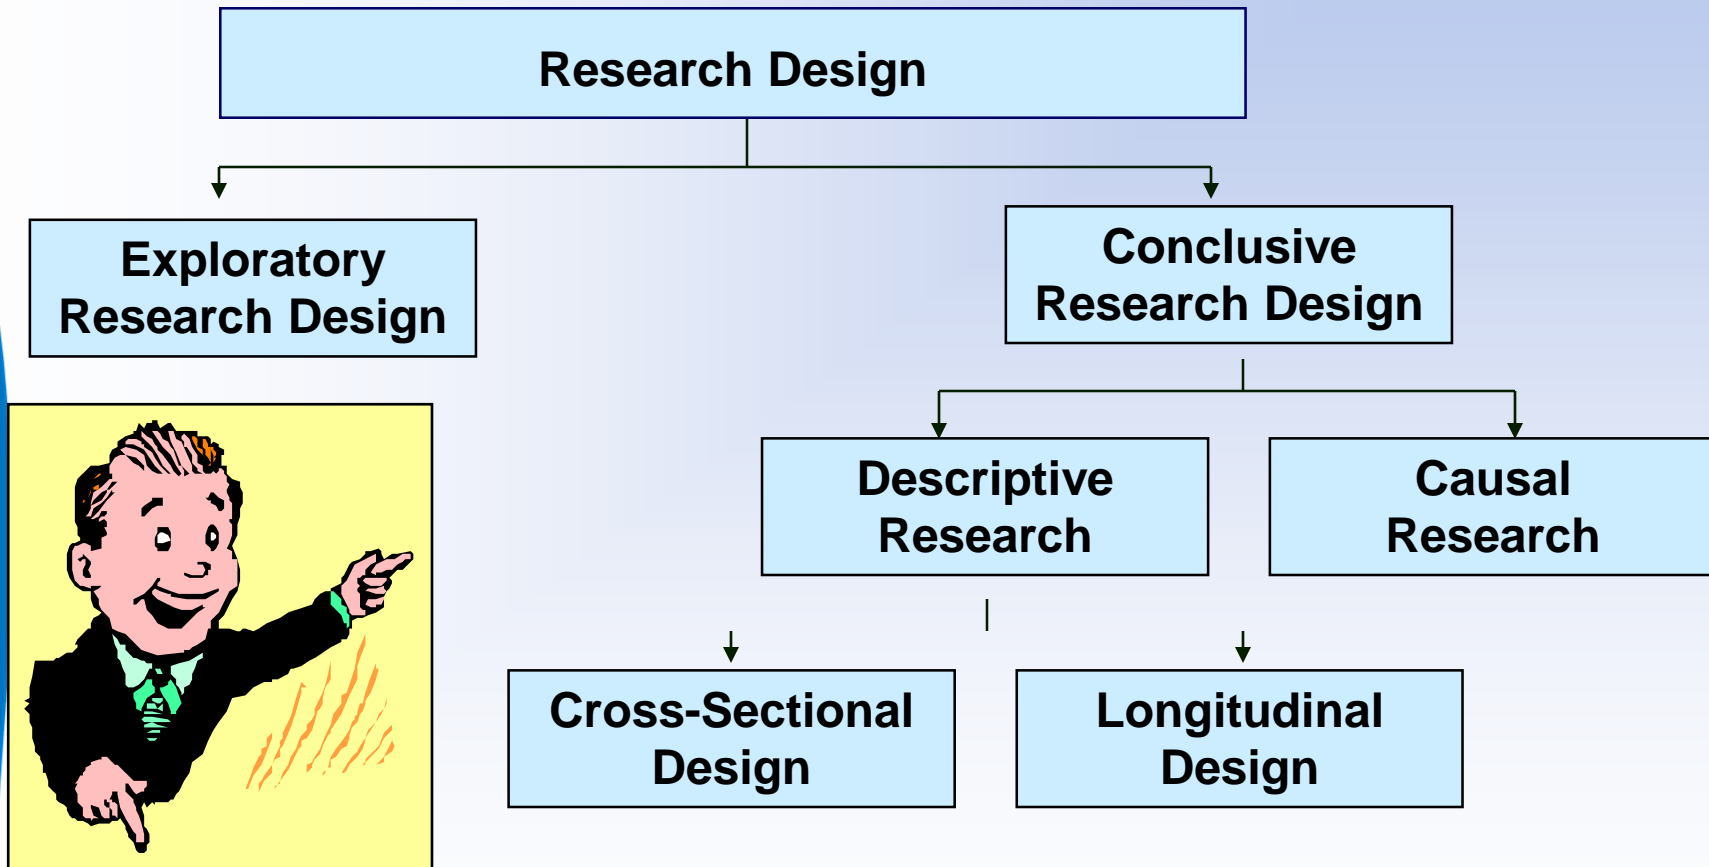 Research Design
Exploratory
Research Design
Conclusive
Research Design
Descriptive
Research
Causal
Research
Cross-Sectional
Design
Longitudinal
Design